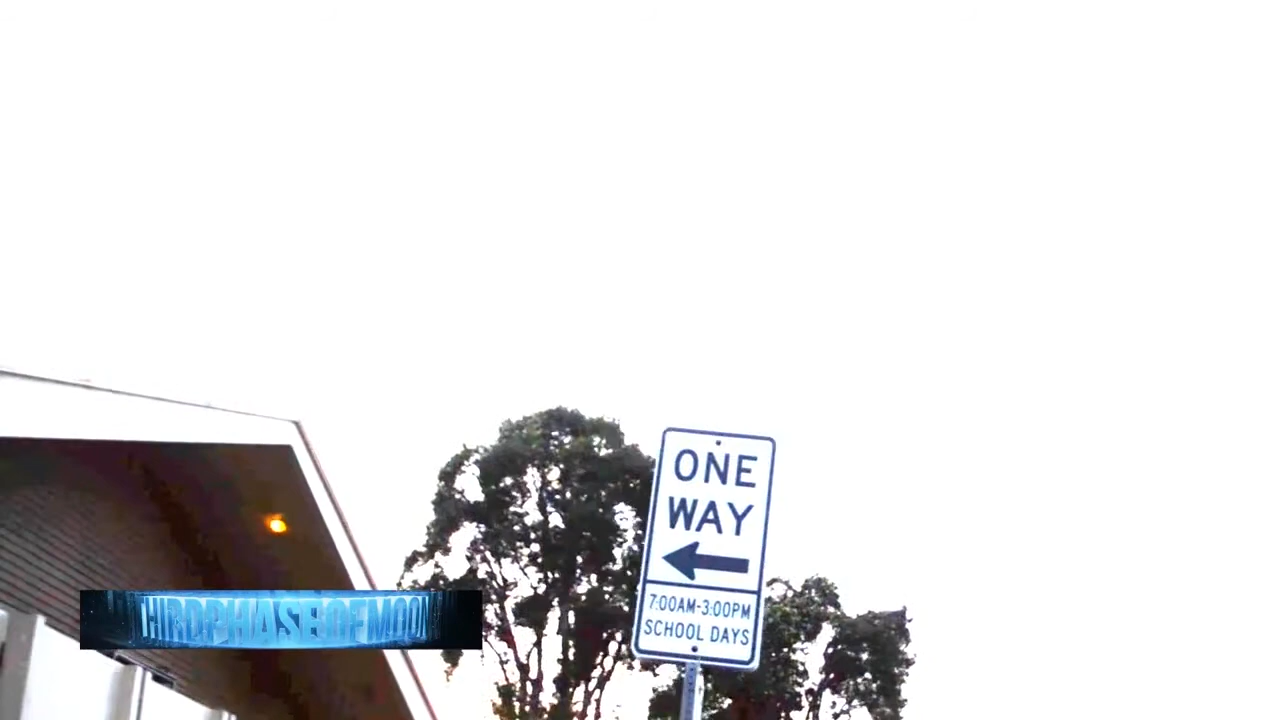 ONE
WAY
7:00AM-3:00PM
SCHOOL DAYS
THIRDPHASEOFMOON